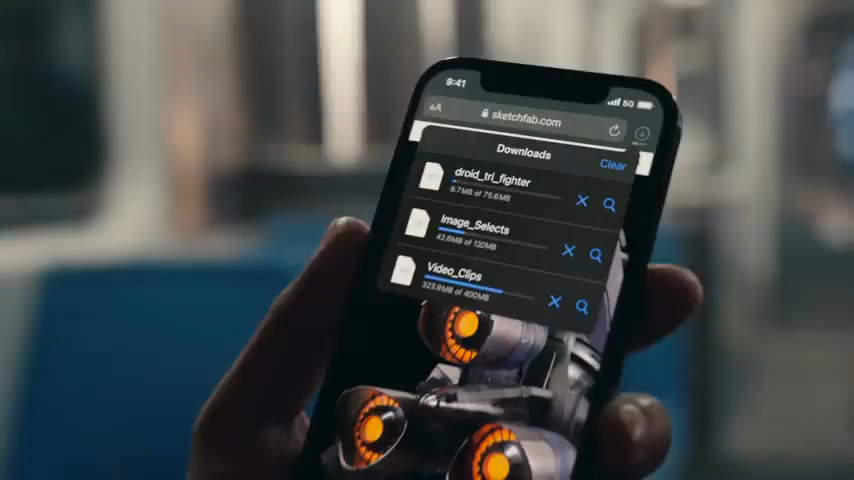 9:41
5G
AA
sketchfab.com
Downloads
Clear
droid_tri_fighter
8.7MB of 75.6MB
Image_Selects
42.6MB of 120MB
Video_Clips
323.9MB of 400MB